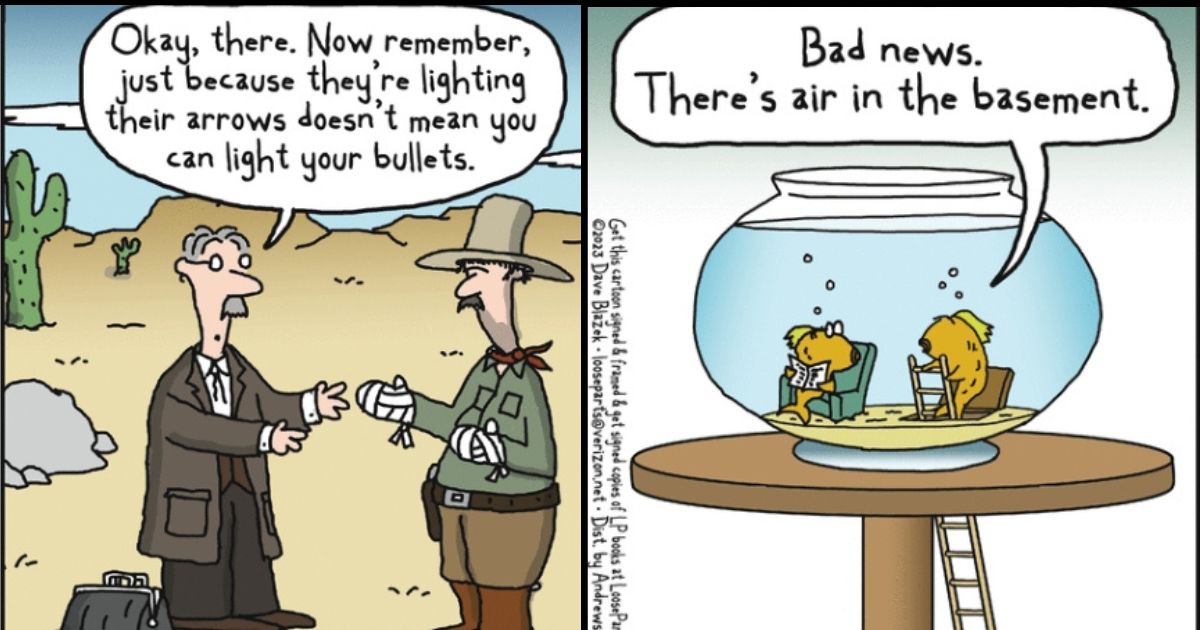 Okay, there. Now remember,
just because they're lighting
their arrows doesn't mean you
can light your bullets.
Bad news.
There's air in the basement.
Get this cartoon signed & framed & get signed copies of LP books at LoosePar
©2023 Dave Blazek • looseparts@verizon.net • Dist. by Andrews